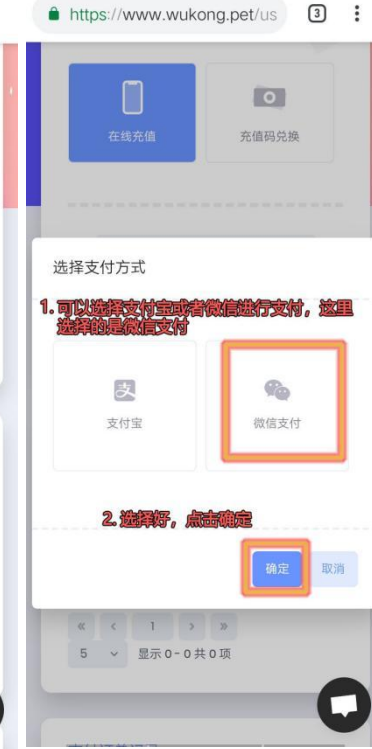 https://www.wukong.pet/us
3
在线充值
充值码兑换
选择支付方式
1. 可以选择支付宝或者微信进行支付，这里
选择的是微信支付
支
支付宝
微信支付
2. 选择好，点击确定
确定
取消
« < 1 > »
5 显示 0 - 0 共 0 项